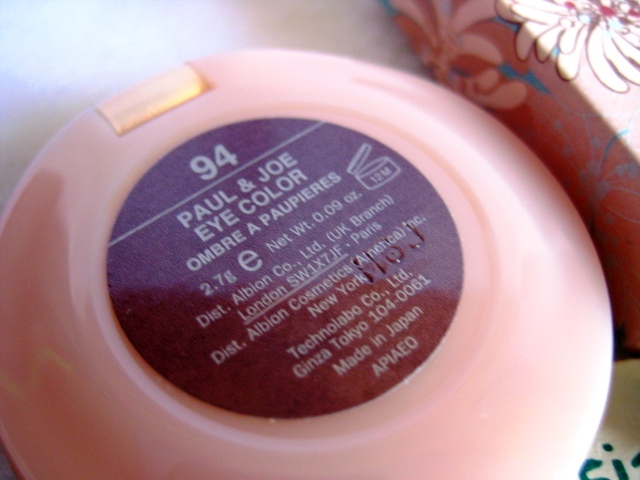 94
PAUL & JOE
EYE COLOR
OMBRE A PAUPIERES
2.7g e Net Wt. 0.09 oz.
12M
Dist. Albion Co., Ltd. (UK Branch)
London SW1X7JF · Paris
Dist. Albion Cosmetics (America) Inc.
New York
Technolabo Co., Ltd.
Ginza Tokyo 104-0061
Made in Japan
APIAE0